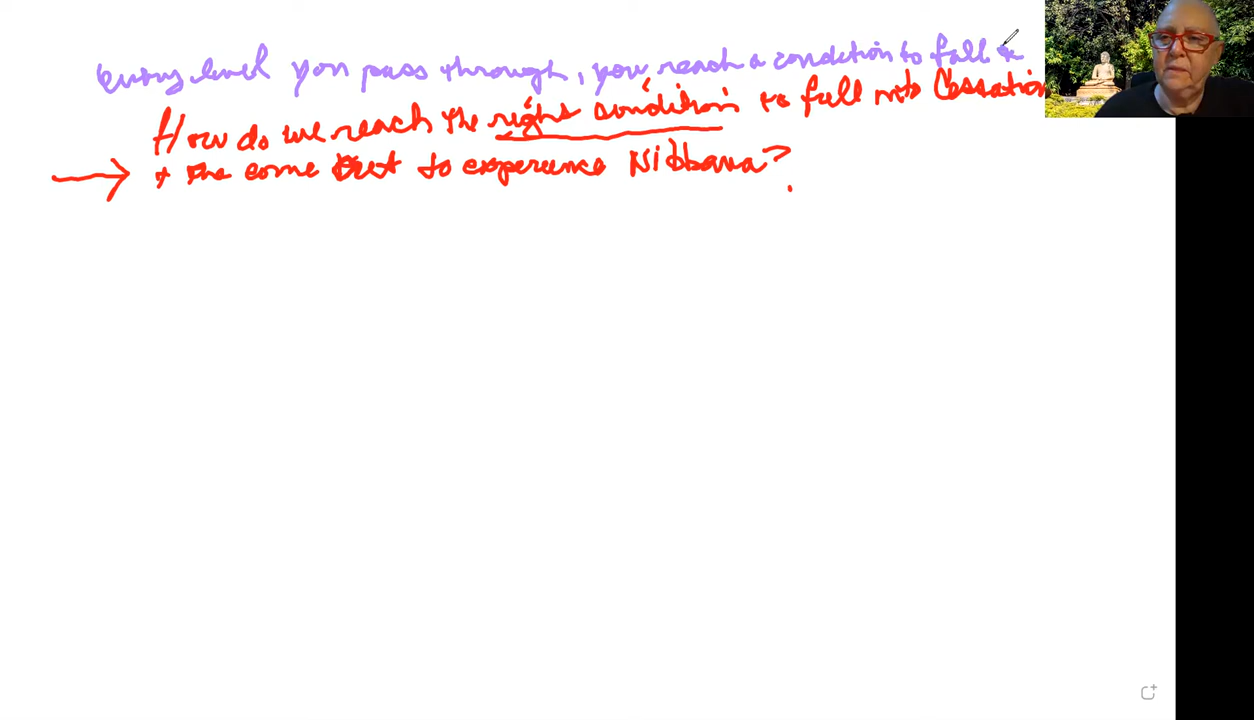 Every level you pass through, you reach a condition to fall
How do we reach the right condition to fall into Cessation
+ the come out to experience Nibbana?